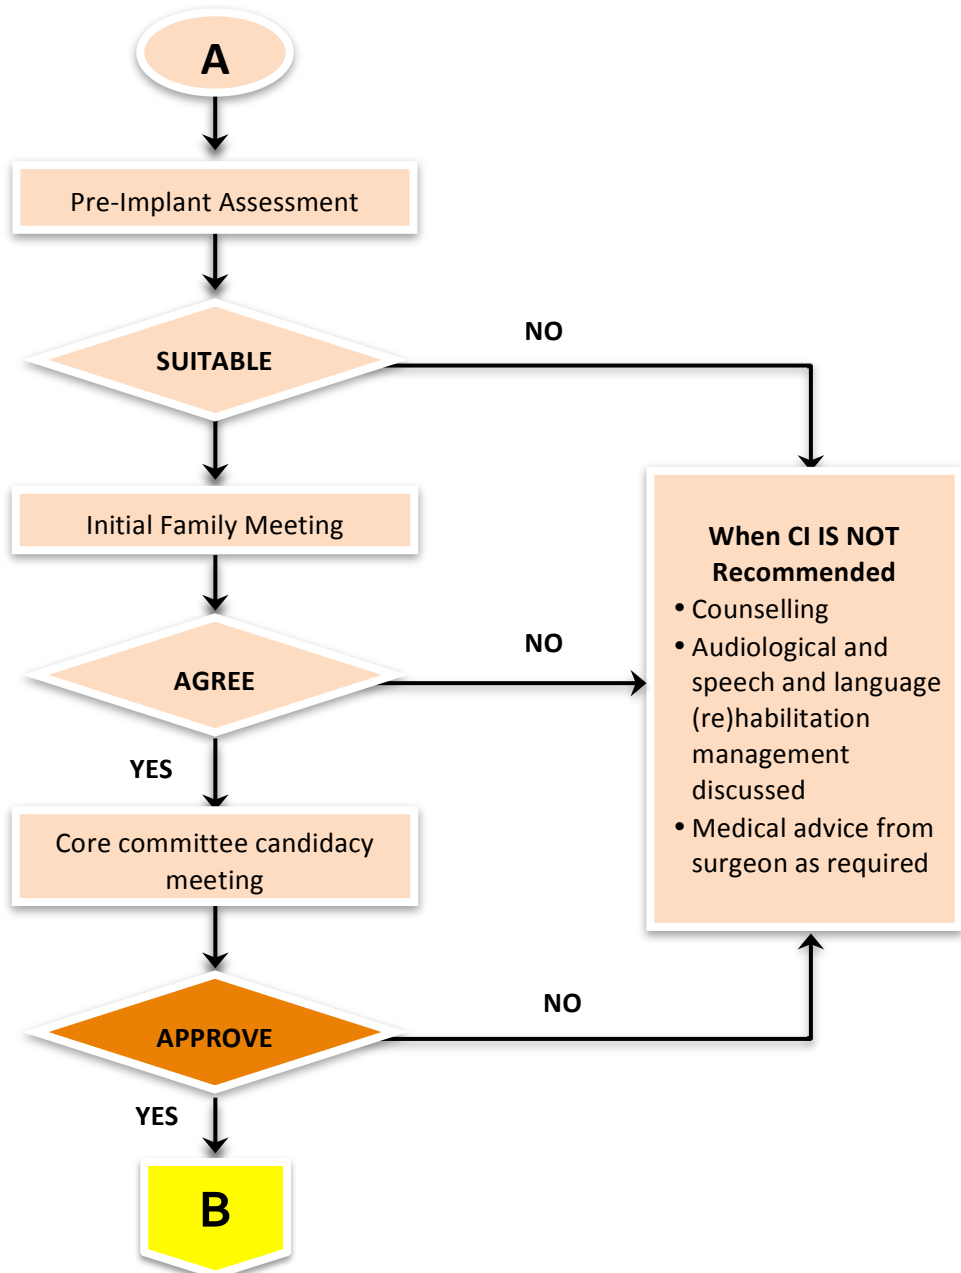 A
Pre-Implant Assessment
SUITABLE
NO
Initial Family Meeting
AGREE
NO
YES
Core committee candidacy
meeting
APPROVE
NO
YES
B
When CI IS NOT
Recommended
• Counselling
• Audiological and
speech and language
(re)habilitation
management
discussed
• Medical advice from
surgeon as required